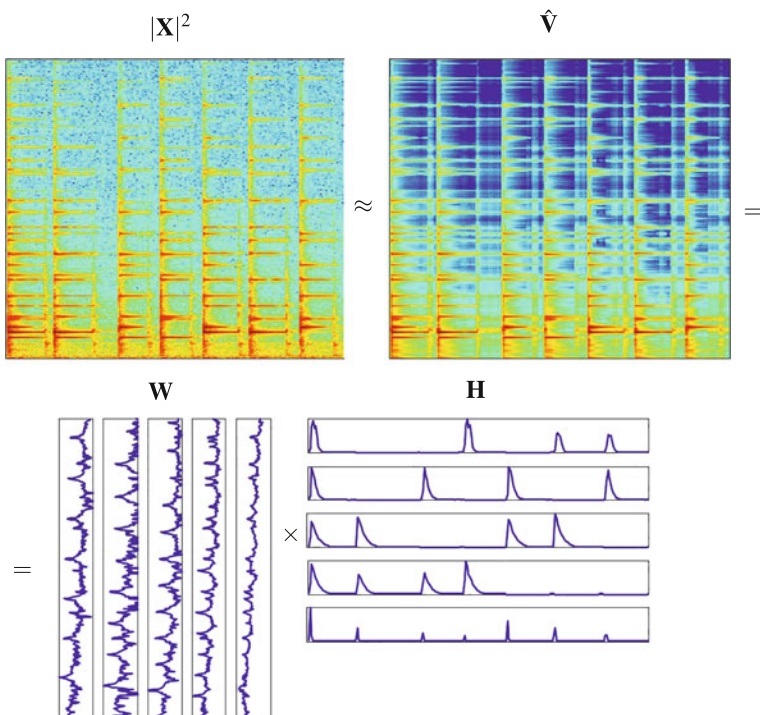 |X|² V̂
≈ =
W H
= ×